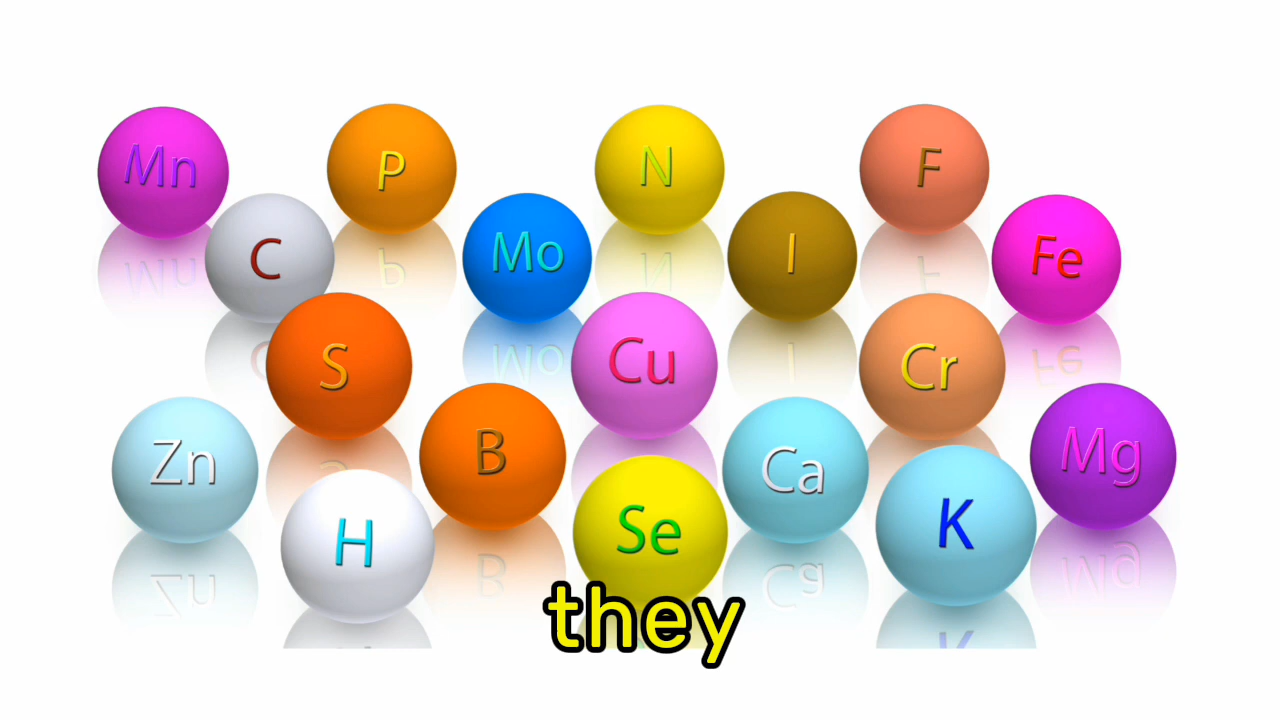 Mn P N F
C Mo I Fe
S Cu Cr
Zn B Ca Mg
H Se K
they